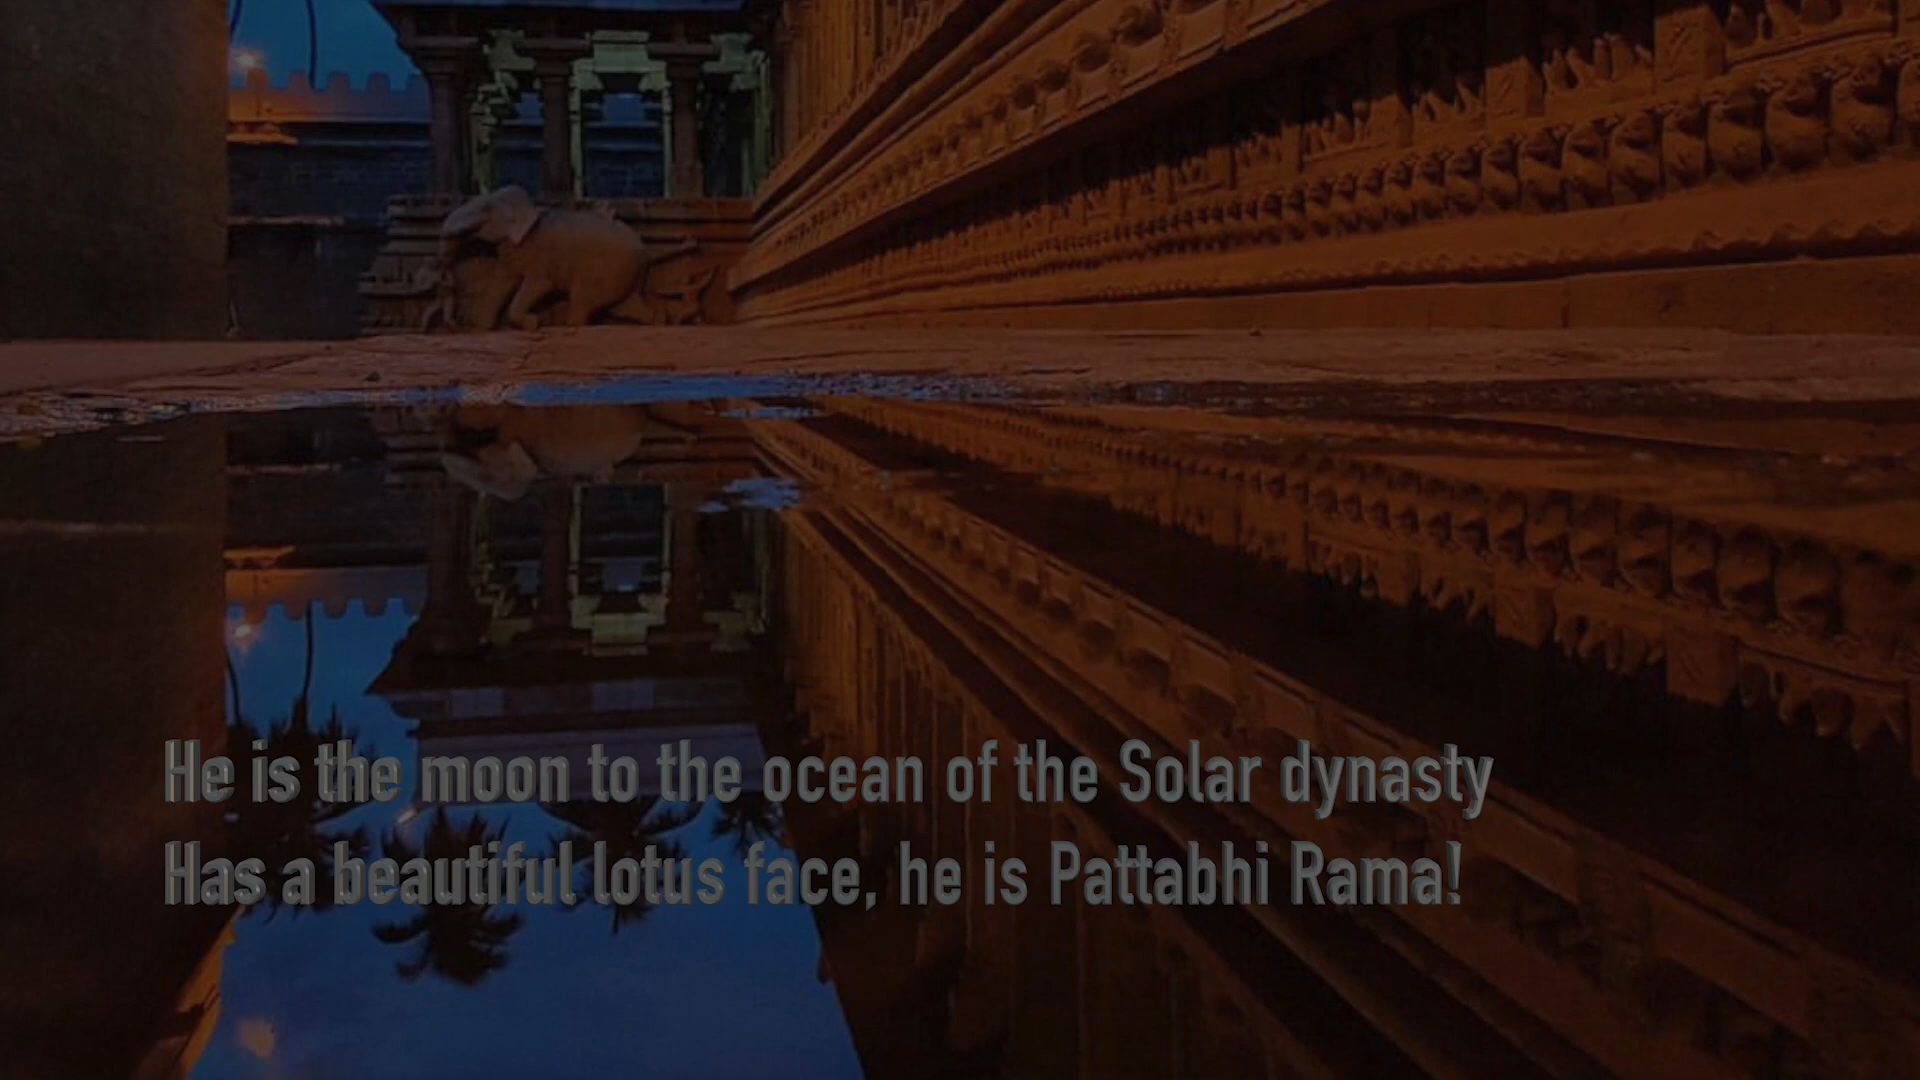 He is the moon to the ocean of the Solar dynasty
Has a beautiful lotus face, he is Pattabhi Rama!